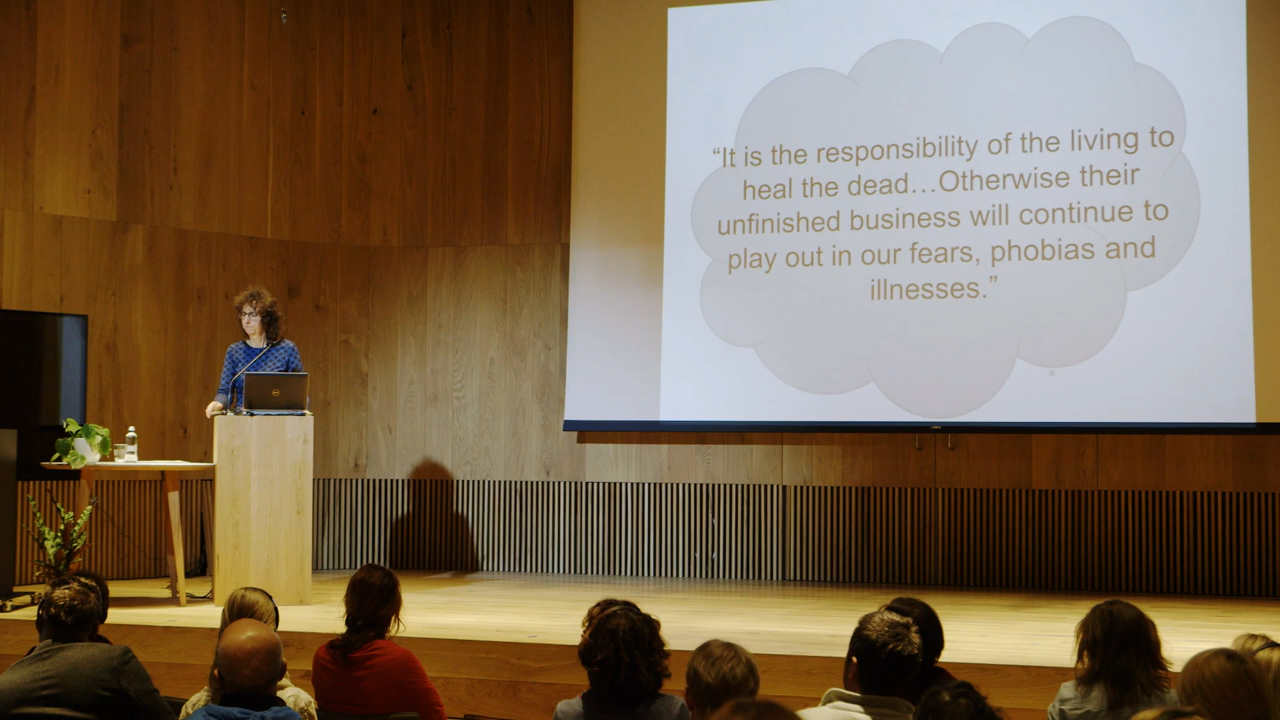 “It is the responsibility of the living to
heal the dead…Otherwise their
unfinished business will continue to
play out in our fears, phobias and
illnesses.”
DELL